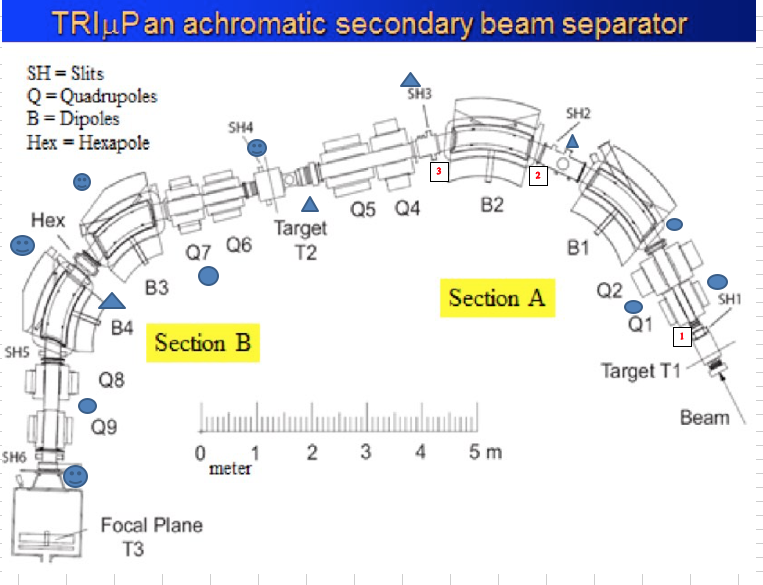 TRIμP an achromatic secondary beam separator
SH = Slits
Q = Quadrupoles
B = Dipoles
Hex = Hexapole
SH3
SH2
SH4
3
2
B2
Q5
Q4
Hex
Target
T2
Q7
Q6
B1
B3
Q2
SH1
Section A
Q1
B4
Section B
1
SH5
Target T1
Q8
Beam
Q9
0
1
2
3
4
5 m
meter
SH6
Focal Plane
T3